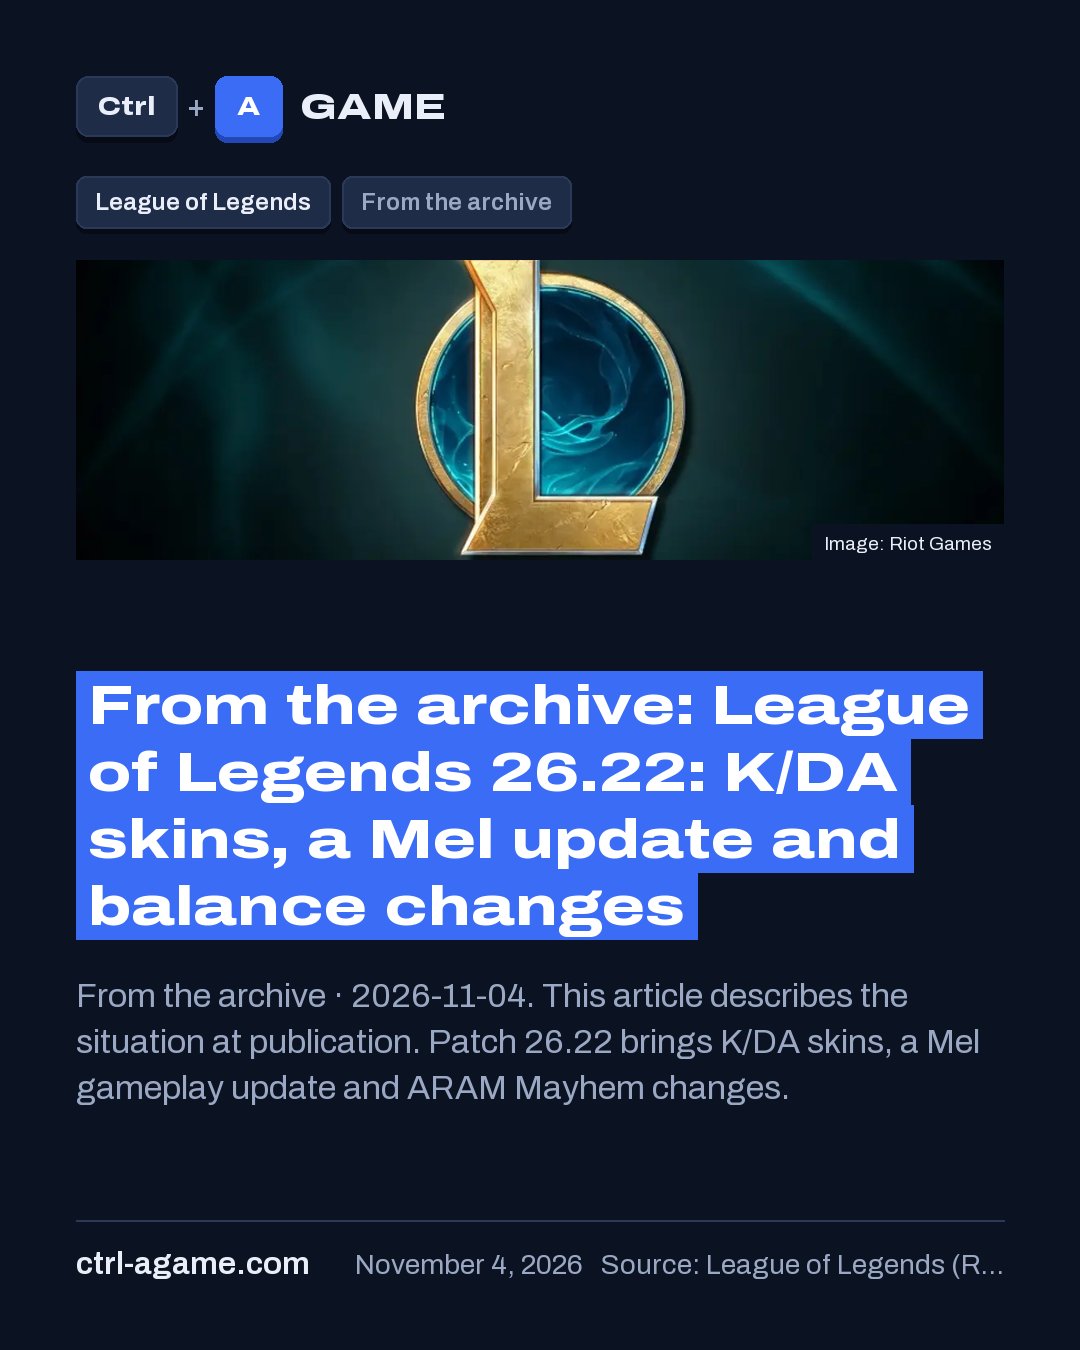 Ctrl + A GAME
League of Legends From the archive
Image: Riot Games
From the archive: League
of Legends 26.22: K/DA
skins, a Mel update and
balance changes
From the archive · 2026-11-04. This article describes the
situation at publication. Patch 26.22 brings K/DA skins, a Mel
gameplay update and ARAM Mayhem changes.
ctrl-agame.com November 4, 2026 Source: League of Legends (R...